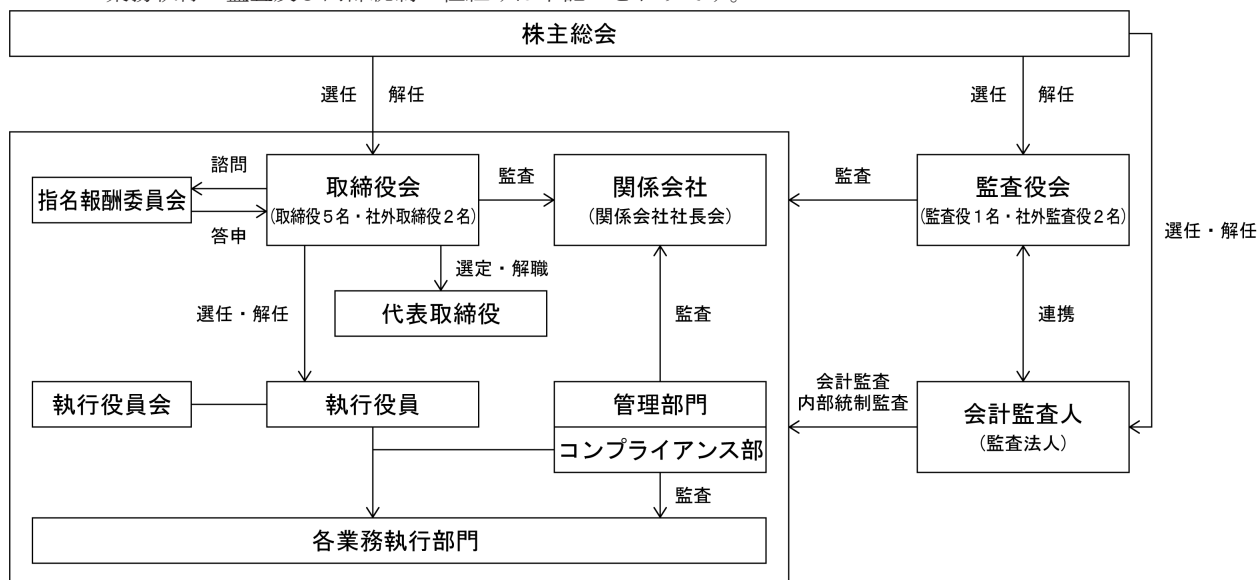 株主総会
選任 解任
選任 解任
諮問
取締役会
(取締役5名・社外取締役2名)
監査
関係会社
(関係会社社長会)
監査
監査役会
(監査役1名・社外監査役2名)
指名報酬委員会
答申
選任・解任
選定・解職
代表取締役
選任・解任
監査
連携
執行役員会
執行役員
管理部門
コンプライアンス部
会計監査
内部統制監査
会計監査人
(監査法人)
監査
各業務執行部門